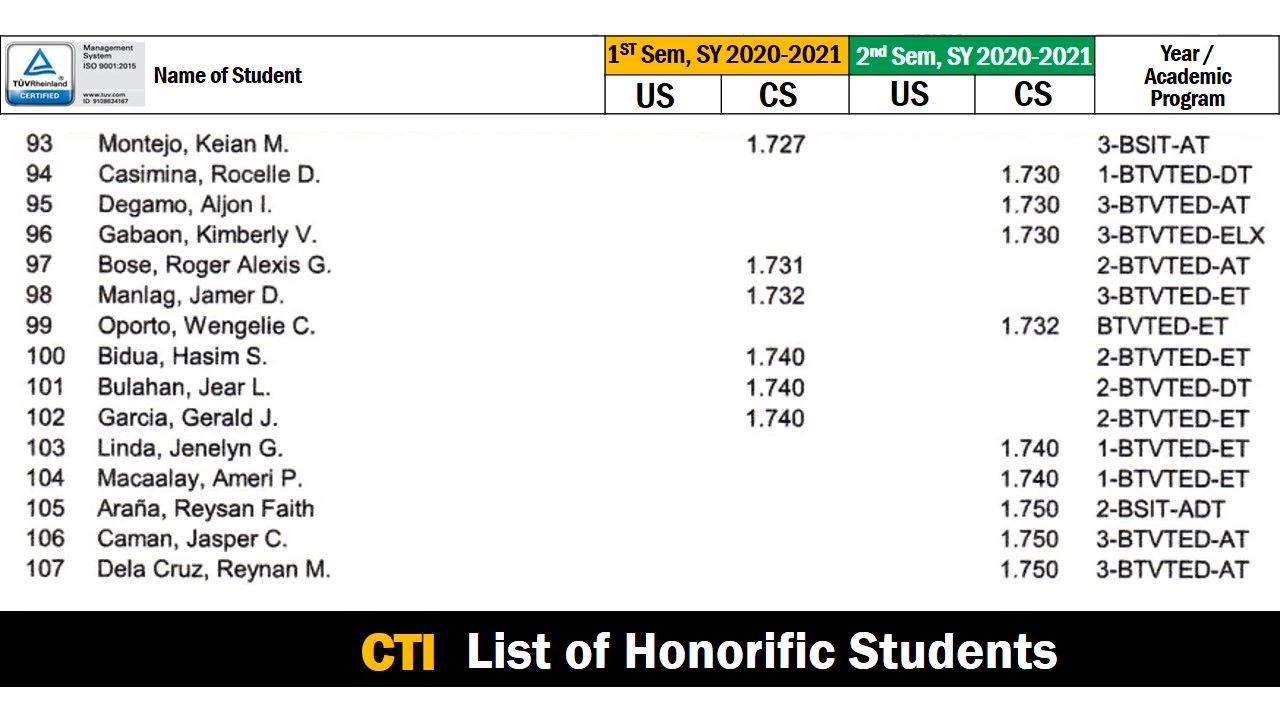 Management
System
ISO 9001:2015
TÜVRheinland®
CERTIFIED
www.tuv.com
ID 9108634167
Name of Student
1ST Sem, SY 2020-2021
2nd Sem, SY 2020-2021
Year /
Academic
Program
US CS US CS
93 Montejo, Keian M. 1.727 3-BSIT-AT
94 Casimina, Rocelle D. 1.730 1-BTVTED-DT
95 Degamo, Aljon I. 1.730 3-BTVTED-AT
96 Gabaon, Kimberly V. 1.730 3-BTVTED-ELX
97 Bose, Roger Alexis G. 1.731 2-BTVTED-AT
98 Manlag, Jamer D. 1.732 3-BTVTED-ET
99 Oporto, Wengelie C. 1.732 BTVTED-ET
100 Bidua, Hasim S. 1.740 2-BTVTED-ET
101 Bulahan, Jear L. 1.740 2-BTVTED-DT
102 Garcia, Gerald J. 1.740 2-BTVTED-ET
103 Linda, Jenelyn G. 1.740 1-BTVTED-ET
104 Macaalay, Ameri P. 1.740 1-BTVTED-ET
105 Araña, Reysan Faith 1.750 2-BSIT-ADT
106 Caman, Jasper C. 1.750 3-BTVTED-AT
107 Dela Cruz, Reynan M. 1.750 3-BTVTED-AT
CTI List of Honorific Students